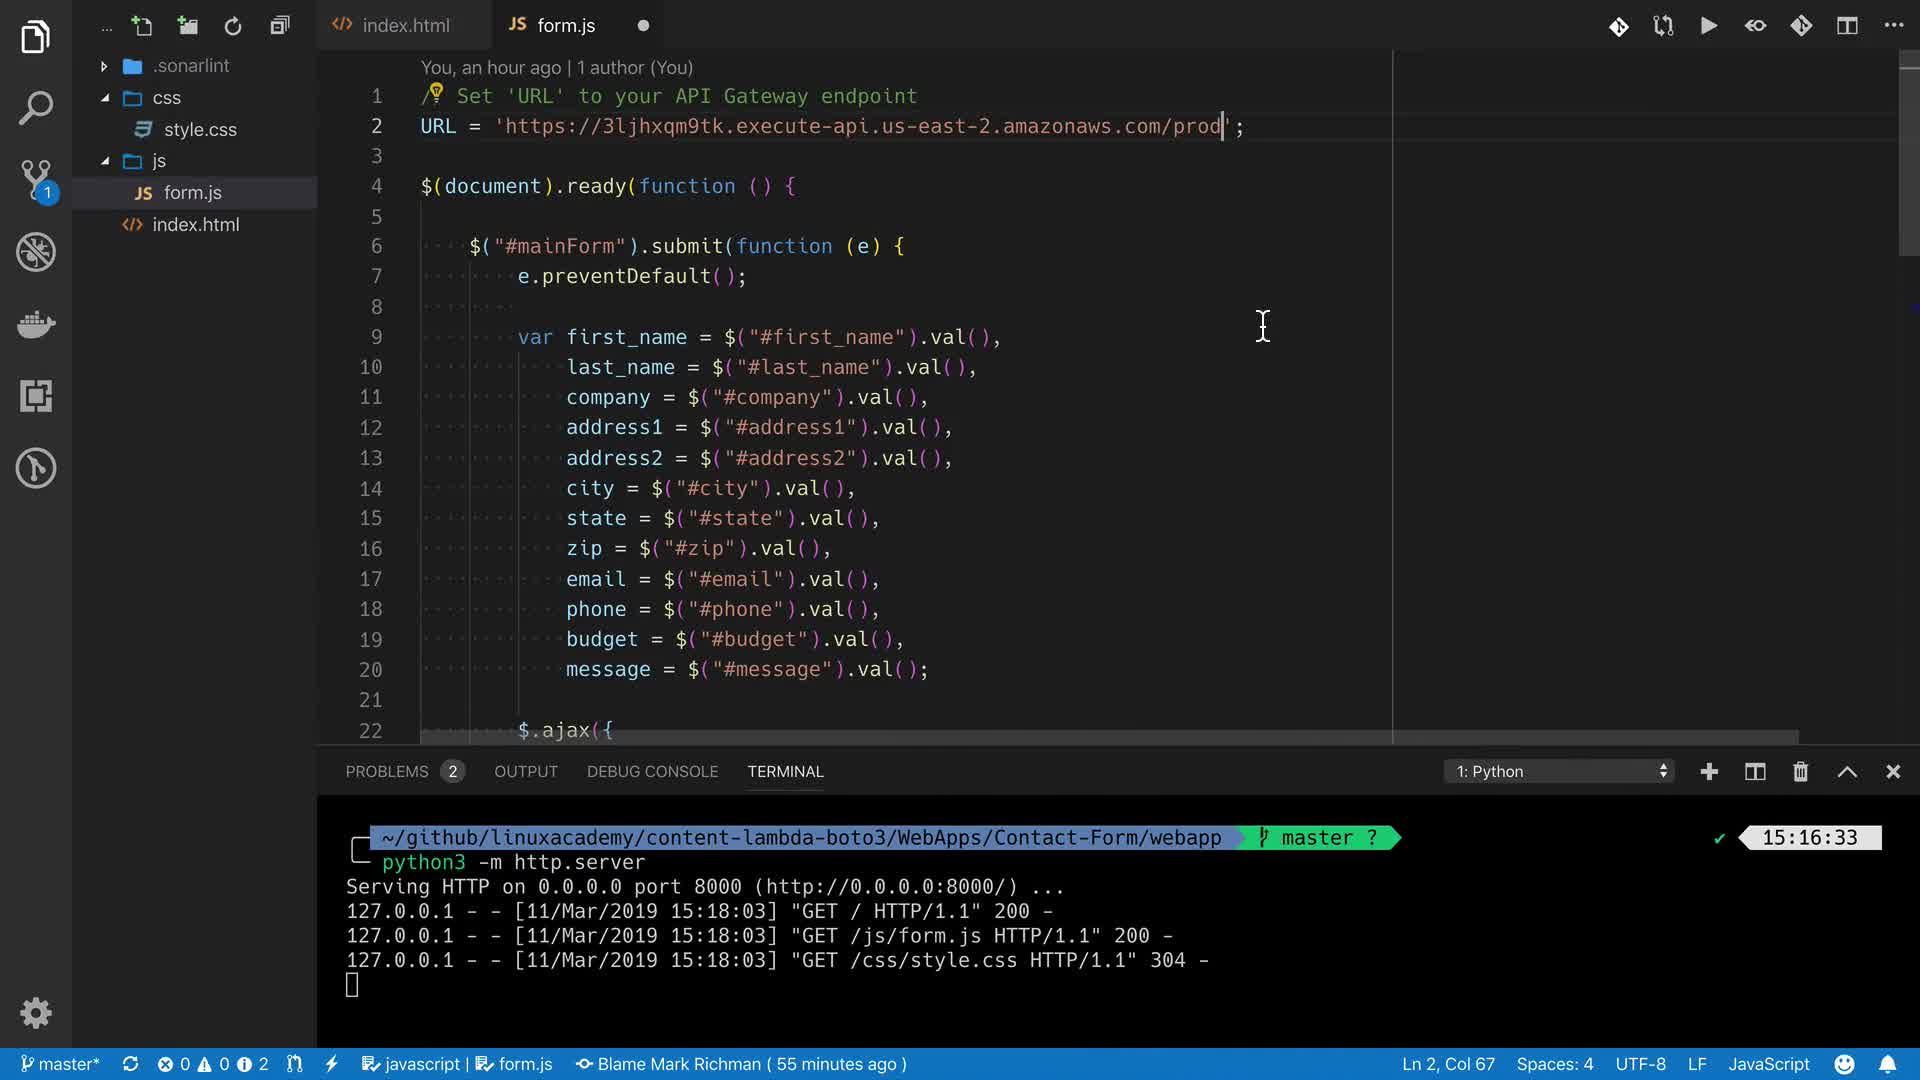 ...
index.html
JS form.js
.sonarlint
css
style.css
js
JS form.js
index.html
1
You, an hour ago | 1 author (You)
1 / Set 'URL' to your API Gateway endpoint
2 URL = 'https://3ljhxqm9tk.execute-api.us-east-2.amazonaws.com/prod';
3
4 $(document).ready(function () {
5
6 $("#mainForm").submit(function (e) {
7 e.preventDefault();
8
9 var first_name = $("#first_name").val(),
10 last_name = $("#last_name").val(),
11 company = $("#company").val(),
12 address1 = $("#address1").val(),
13 address2 = $("#address2").val(),
14 city = $("#city").val(),
15 state = $("#state").val(),
16 zip = $("#zip").val(),
17 email = $("#email").val(),
18 phone = $("#phone").val(),
19 budget = $("#budget").val(),
20 message = $("#message").val();
21
22 $.ajax({
PROBLEMS 2 OUTPUT DEBUG CONSOLE TERMINAL 1: Python
~/github/linuxacademy/content-lambda-boto3/WebApps/Contact-Form/webapp master ? ✔ 15:16:33
python3 -m http.server
Serving HTTP on 0.0.0.0 port 8000 (http://0.0.0.0:8000/) ...
127.0.0.1 - - [11/Mar/2019 15:18:03] "GET / HTTP/1.1" 200 -
127.0.0.1 - - [11/Mar/2019 15:18:03] "GET /js/form.js HTTP/1.1" 200 -
127.0.0.1 - - [11/Mar/2019 15:18:03] "GET /css/style.css HTTP/1.1" 304 -
master* 0 0 2 javascript | form.js Blame Mark Richman ( 55 minutes ago ) Ln 2, Col 67 Spaces: 4 UTF-8 LF JavaScript